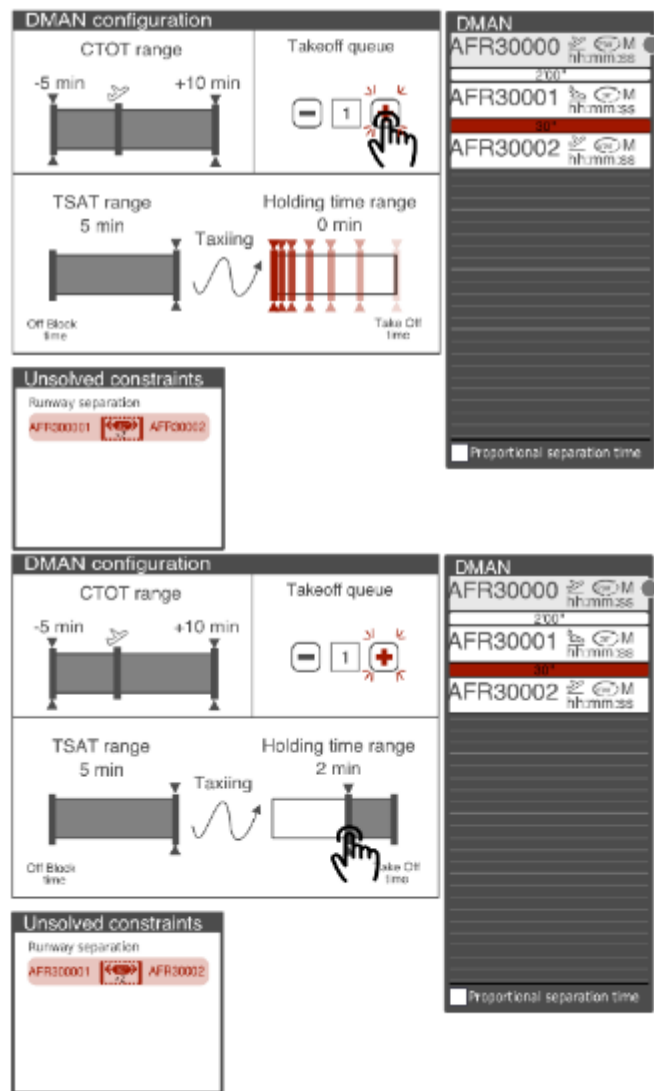 DMAN configuration
CTOT range
-5 min
+10 min
Takeoff queue
1
TSAT range
5 min
Taxiing
Holding time range
0 min
Off Block
time
Take Off
time
DMAN
AFR30000 M
hh:mm:ss
2'00"
AFR30001 M
hh:mm:ss
30"
AFR30002 M
hh:mm:ss
Proportional separation time
Unsolved constraints
Runway separation
AFR300001 AFR30002
DMAN configuration
CTOT range
-5 min
+10 min
Takeoff queue
1
TSAT range
5 min
Taxiing
Holding time range
2 min
Off Block
time
Take Off
time
DMAN
AFR30000 M
hh:mm:ss
2'00"
AFR30001 M
hh:mm:ss
30"
AFR30002 M
hh:mm:ss
Proportional separation time
Unsolved constraints
Runway separation
AFR300001 AFR30002